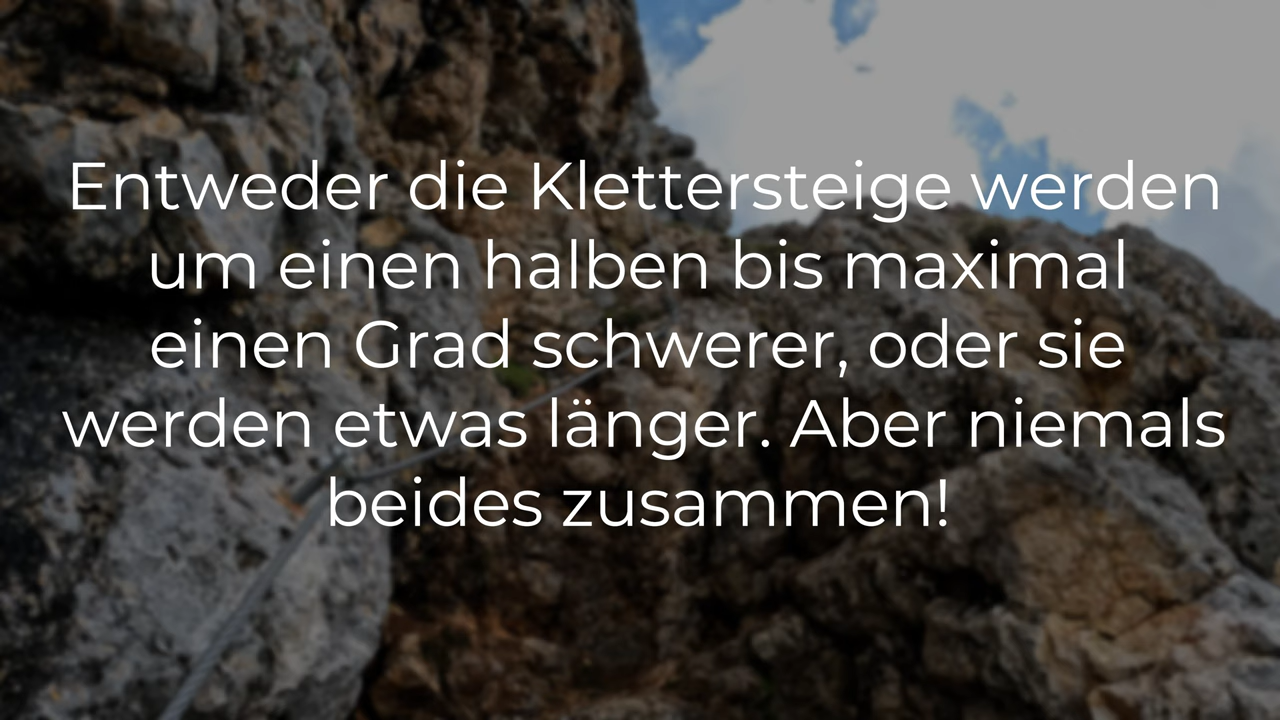 Entweder die Klettersteige werden
um einen halben bis maximal
einen Grad schwerer, oder sie
werden etwas länger. Aber niemals
beides zusammen!